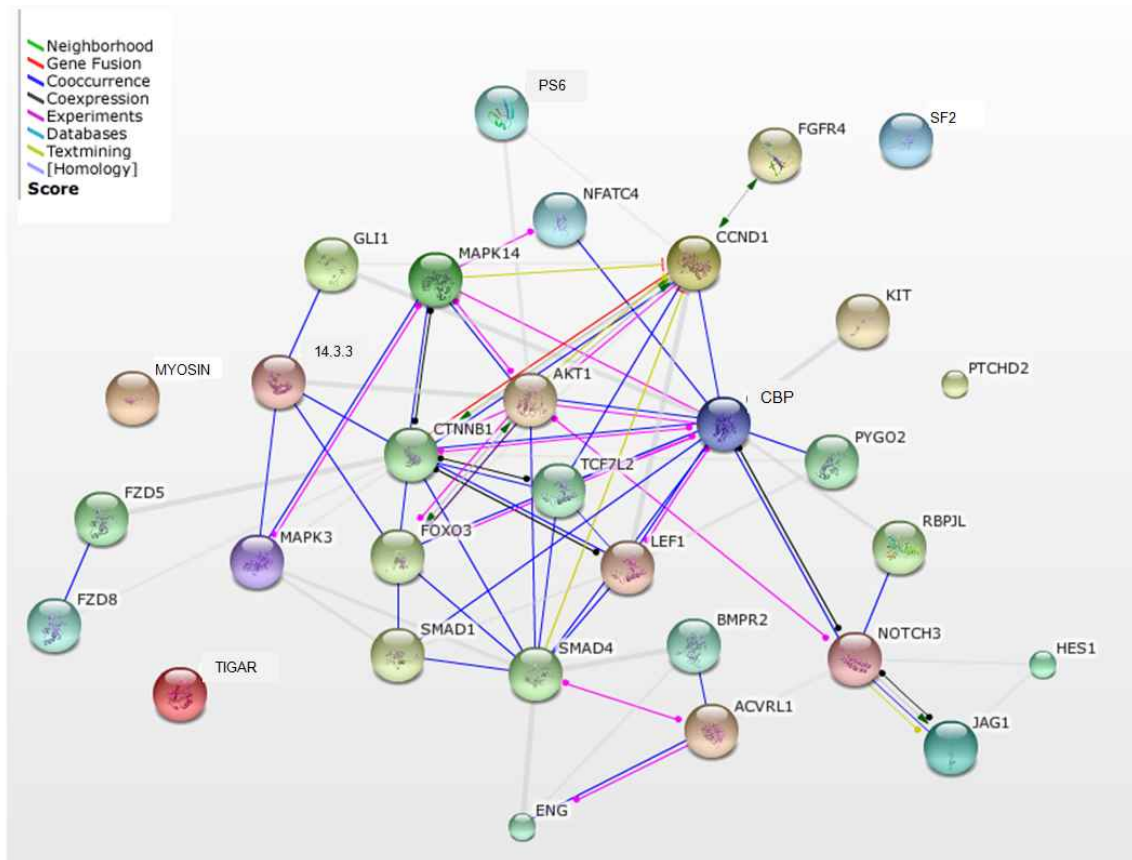 Neighborhood
Gene Fusion
Cooccurrence
Coexpression
Experiments
Databases
Textmining
[Homology]
Score
PS6
FGFR4
SF2
NFATC4
CCND1
GLI1
MAPK14
KIT
14.3.3
MYOSIN
AKT1
CBP
PTCHD2
CTNNB1
PYGO2
TCF7L2
FZD5
FOXO3
LEF1
RBPJL
MAPK3
FZD8
SMAD1
BMPR2
NOTCH3
SMAD4
HES1
TIGAR
ACVRL1
JAG1
ENG